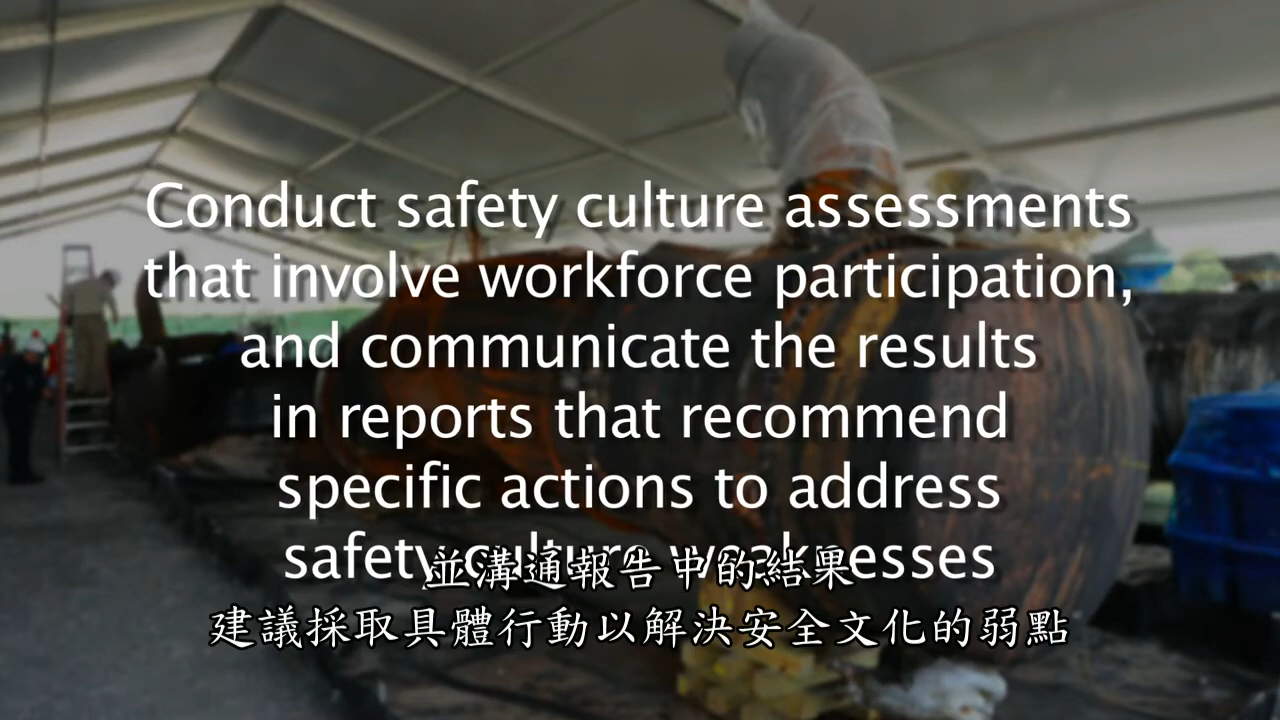 Conduct safety culture assessments
that involve workforce participation,
and communicate the results
in reports that recommend
specific actions to address
safety culture weaknesses
並溝通報告中的結果
建議採取具體行動以解決安全文化的弱點